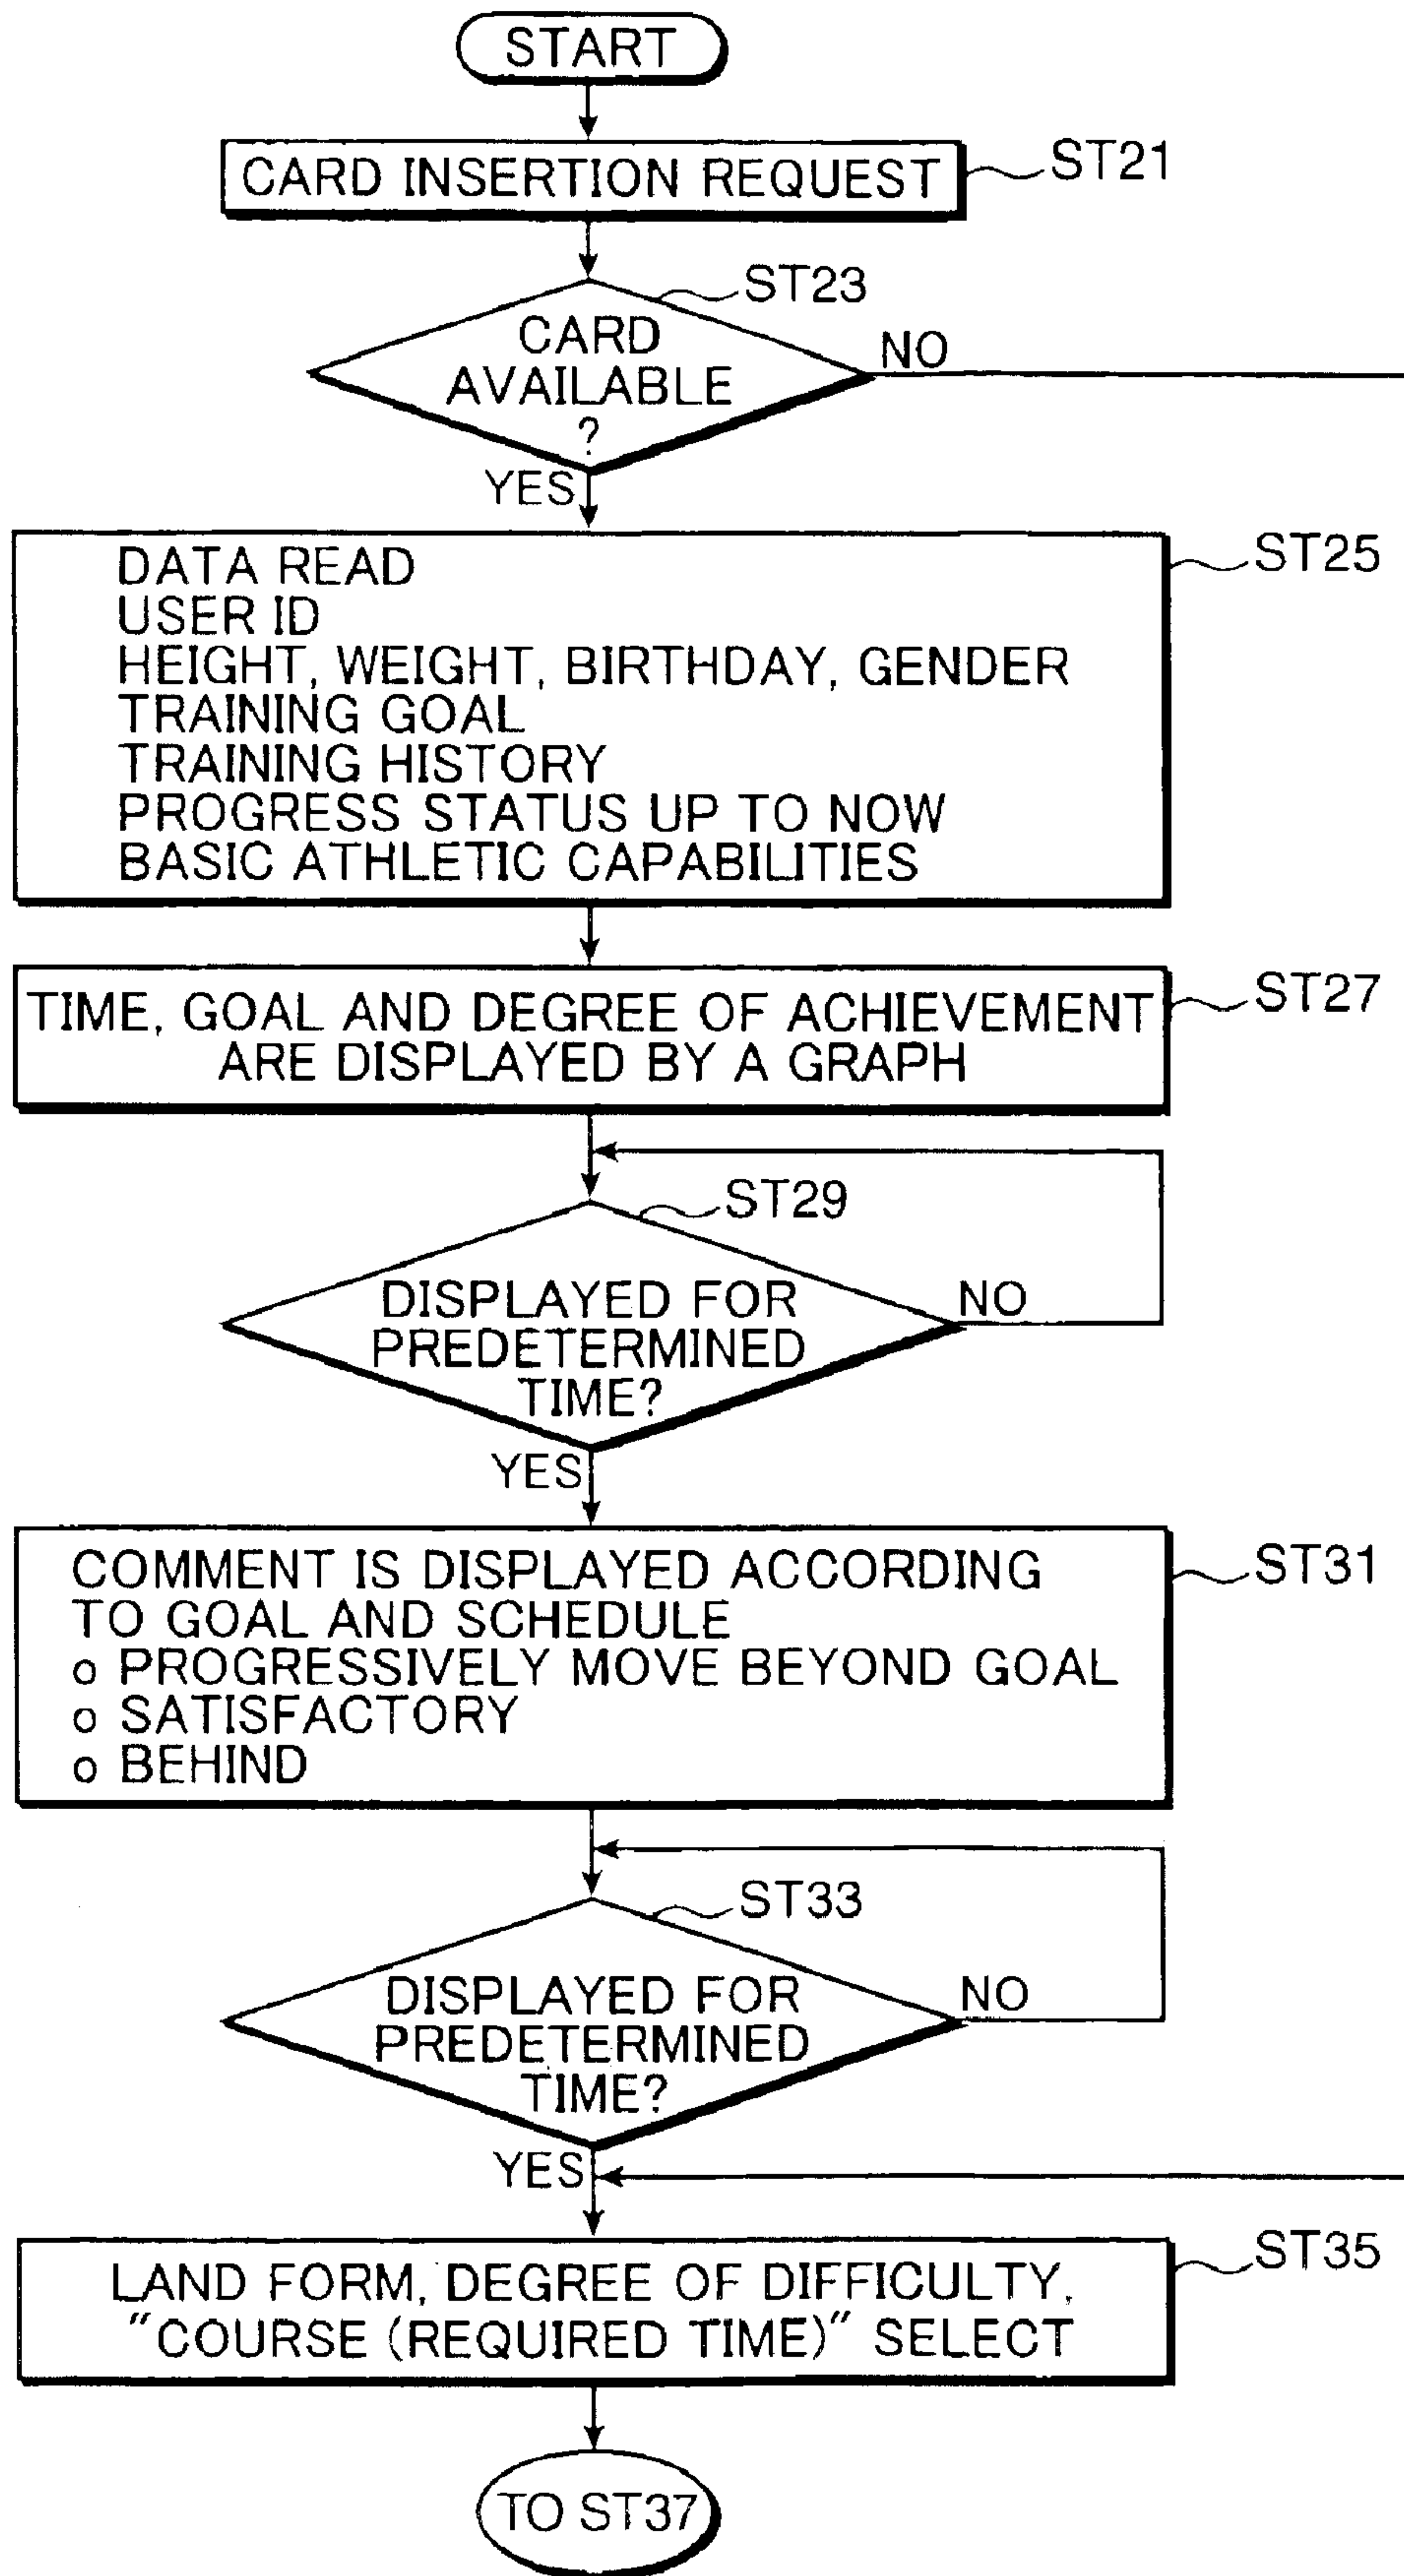 START
CARD INSERTION REQUEST
ST21
ST23
CARD
AVAILABLE
?
NO
YES
DATA READ
USER ID
HEIGHT, WEIGHT, BIRTHDAY, GENDER
TRAINING GOAL
TRAINING HISTORY
PROGRESS STATUS UP TO NOW
BASIC ATHLETIC CAPABILITIES
ST25
TIME, GOAL AND DEGREE OF ACHIEVEMENT
ARE DISPLAYED BY A GRAPH
ST27
ST29
DISPLAYED FOR
PREDETERMINED
TIME?
NO
YES
COMMENT IS DISPLAYED ACCORDING
TO GOAL AND SCHEDULE
o PROGRESSIVELY MOVE BEYOND GOAL
o SATISFACTORY
o BEHIND
ST31
ST33
DISPLAYED FOR
PREDETERMINED
TIME?
NO
YES
LAND FORM, DEGREE OF DIFFICULTY,
"COURSE (REQUIRED TIME)" SELECT
ST35
TO ST37